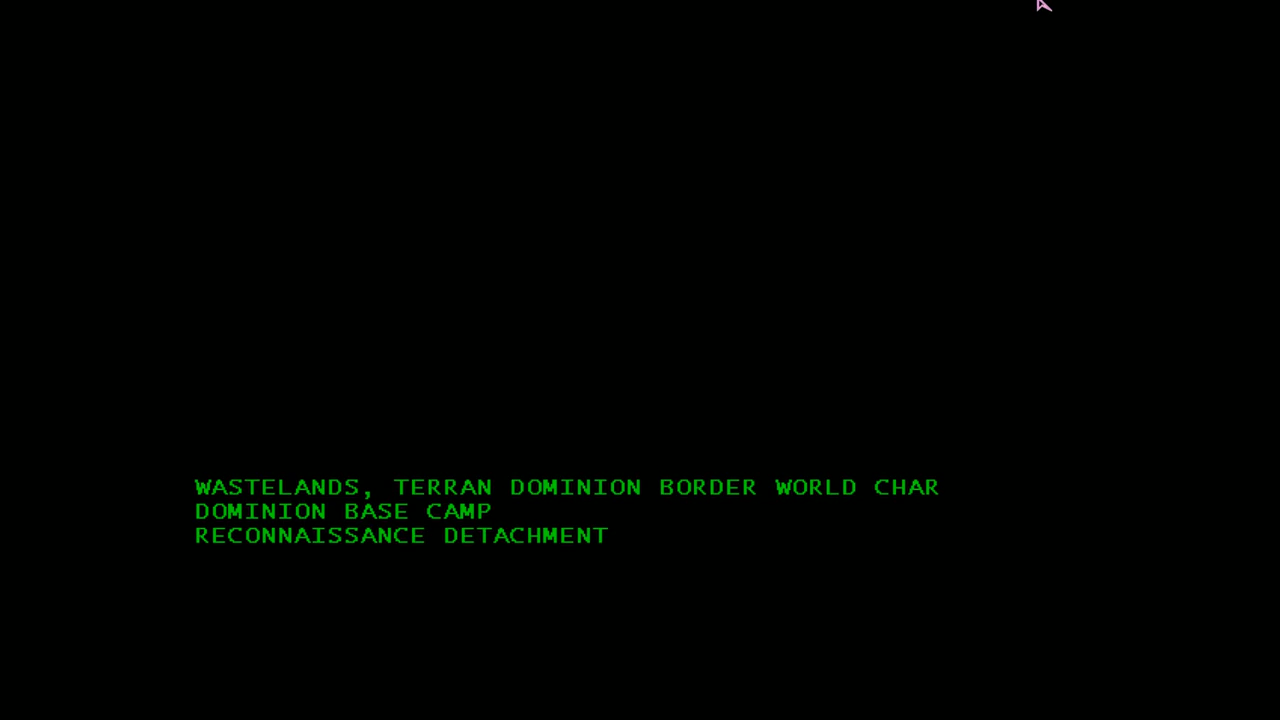 WASTELANDS, TERRAN DOMINION BORDER WORLD CHAR
DOMINION BASE CAMP
RECONNAISSANCE DETACHMENT